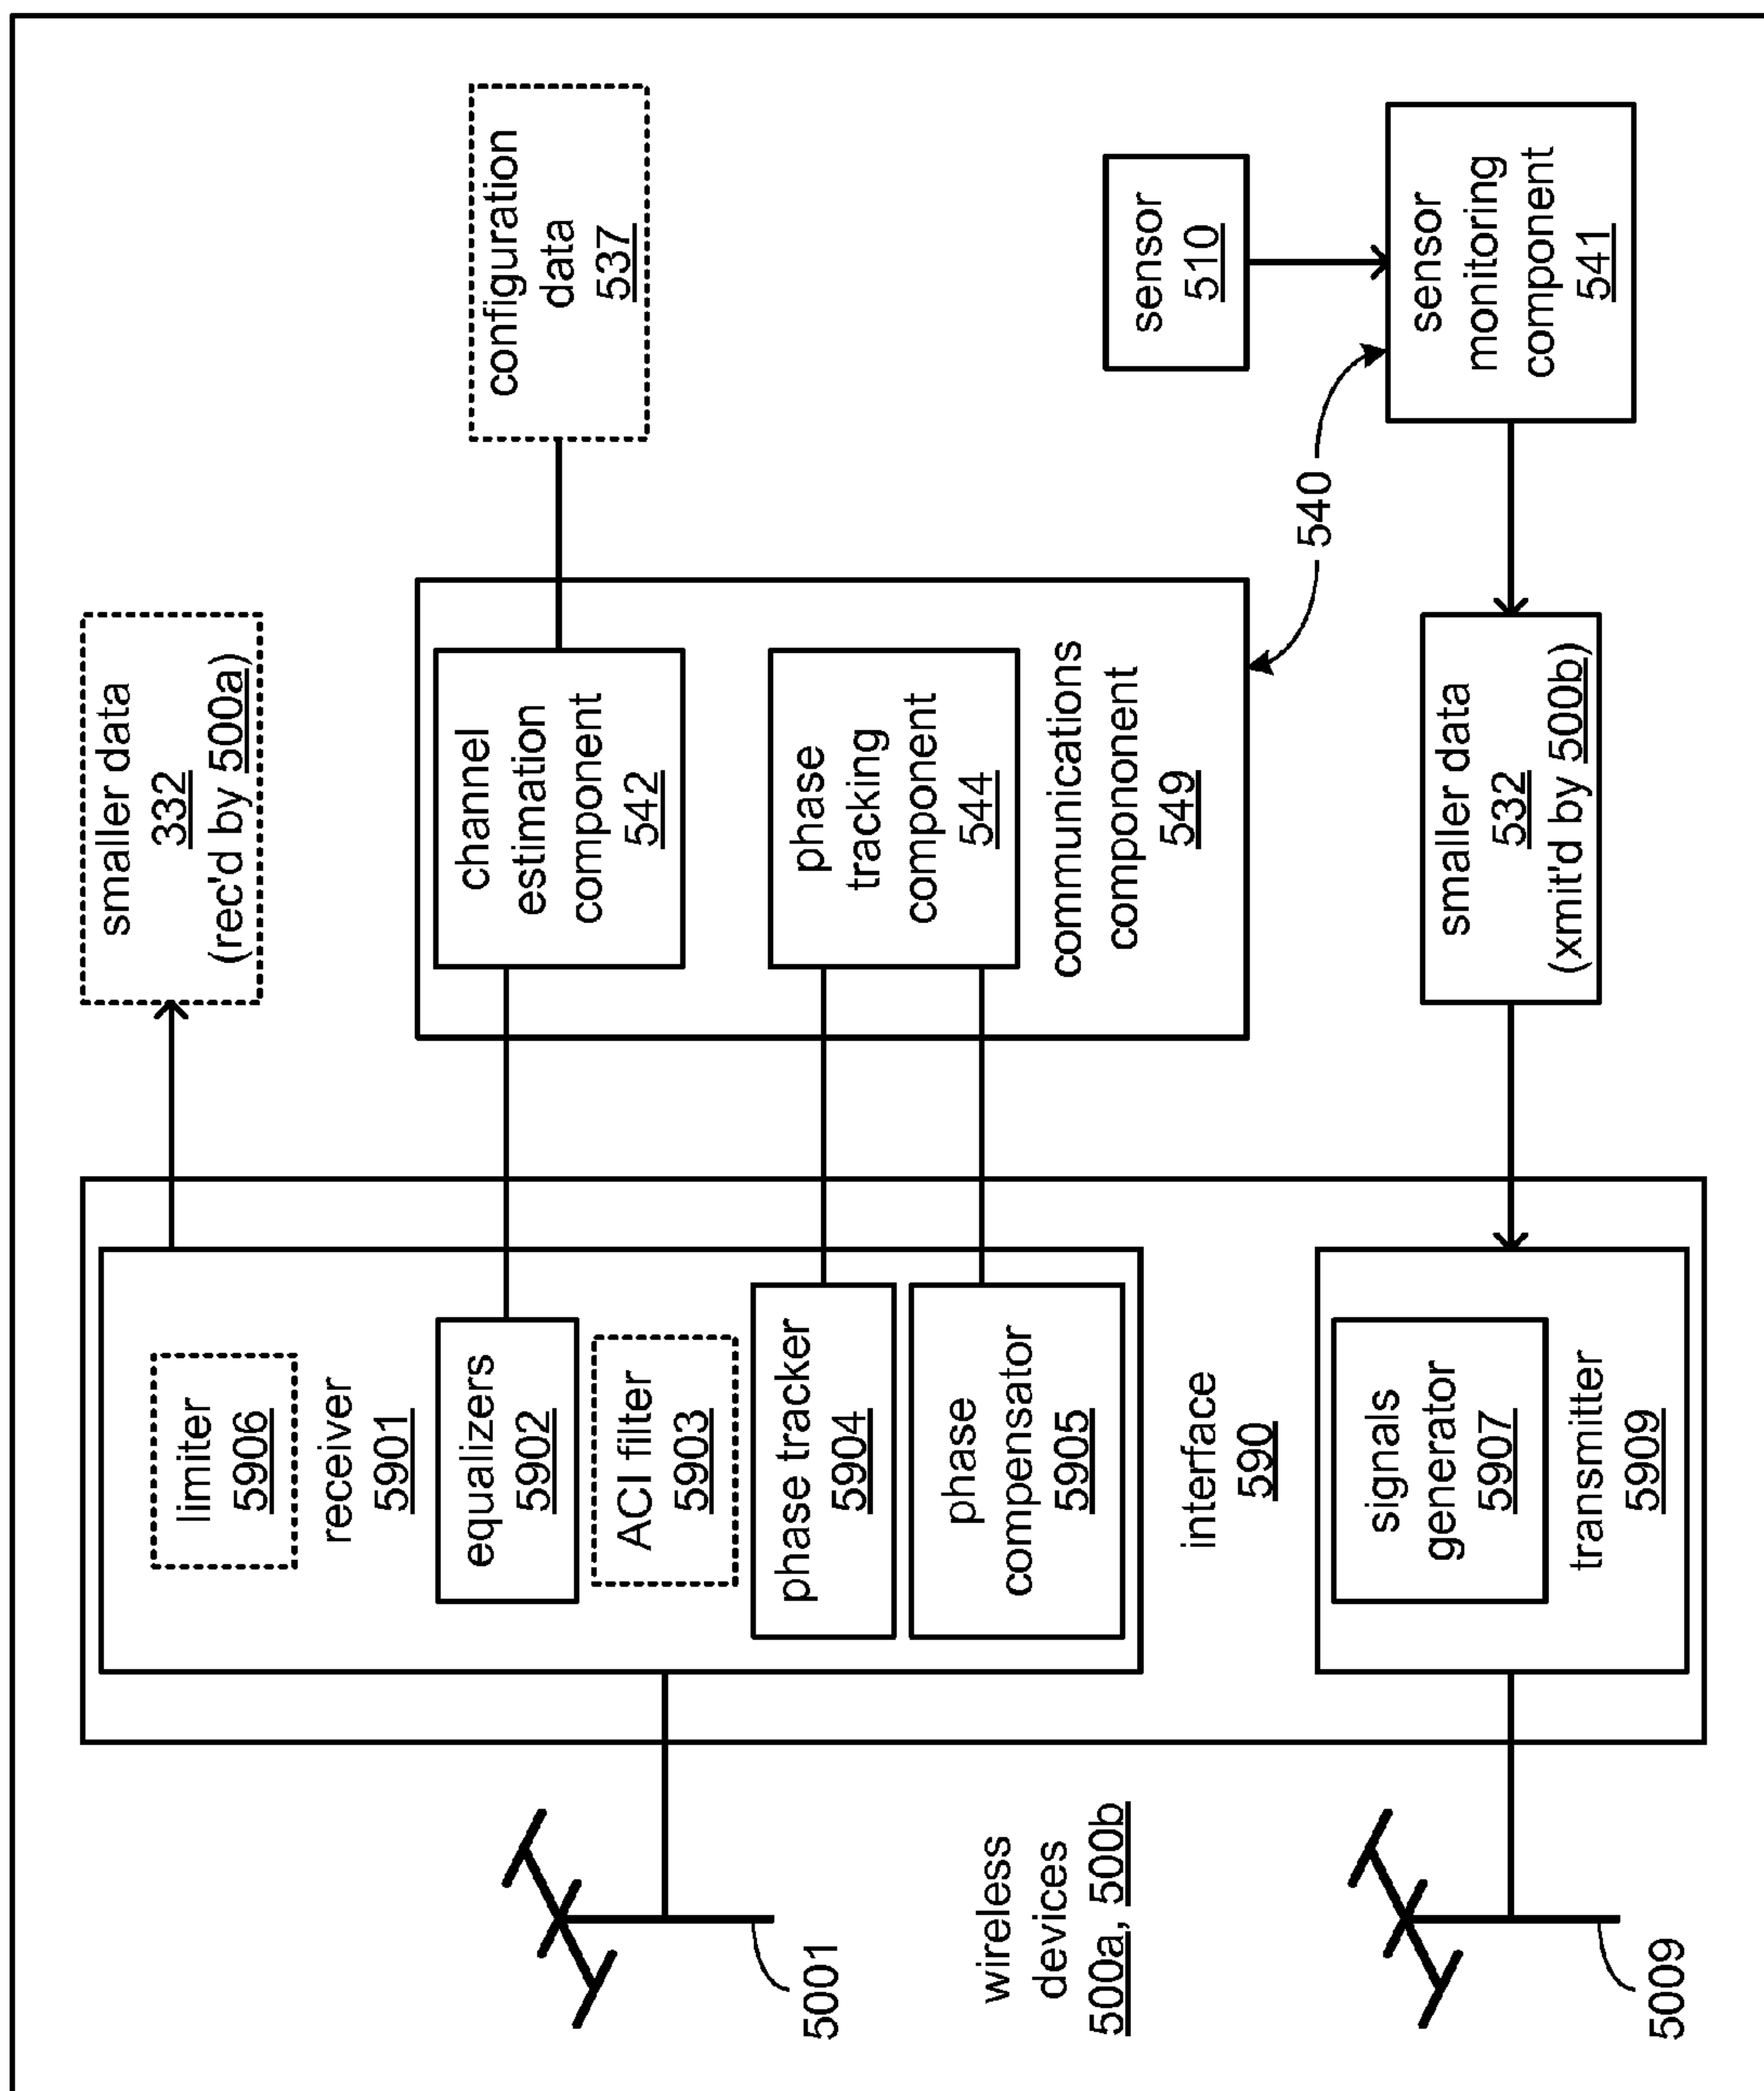 smaller data
332
(rec'd by 500a)
configuration
data
537
channel
estimation
component
542
phase
tracking
component
544
communications
compononent
549
sensor
510
540
sensor
monitoring
component
541
smaller data
532
(xmit'd by 500b)
limiter
5906
receiver
5901
equalizers
5902
ACI filter
5903
phase tracker
5904
phase
compensator
5905
interface
590
signals
generator
5907
transmitter
5909
5001
wireless
devices
500a, 500b
5009